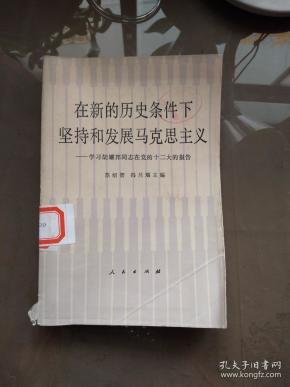 在新的历史条件下
坚持和发展马克思主义
——学习胡耀邦同志在党的十二大的报告
主编
人民出版社
孔夫子旧书网